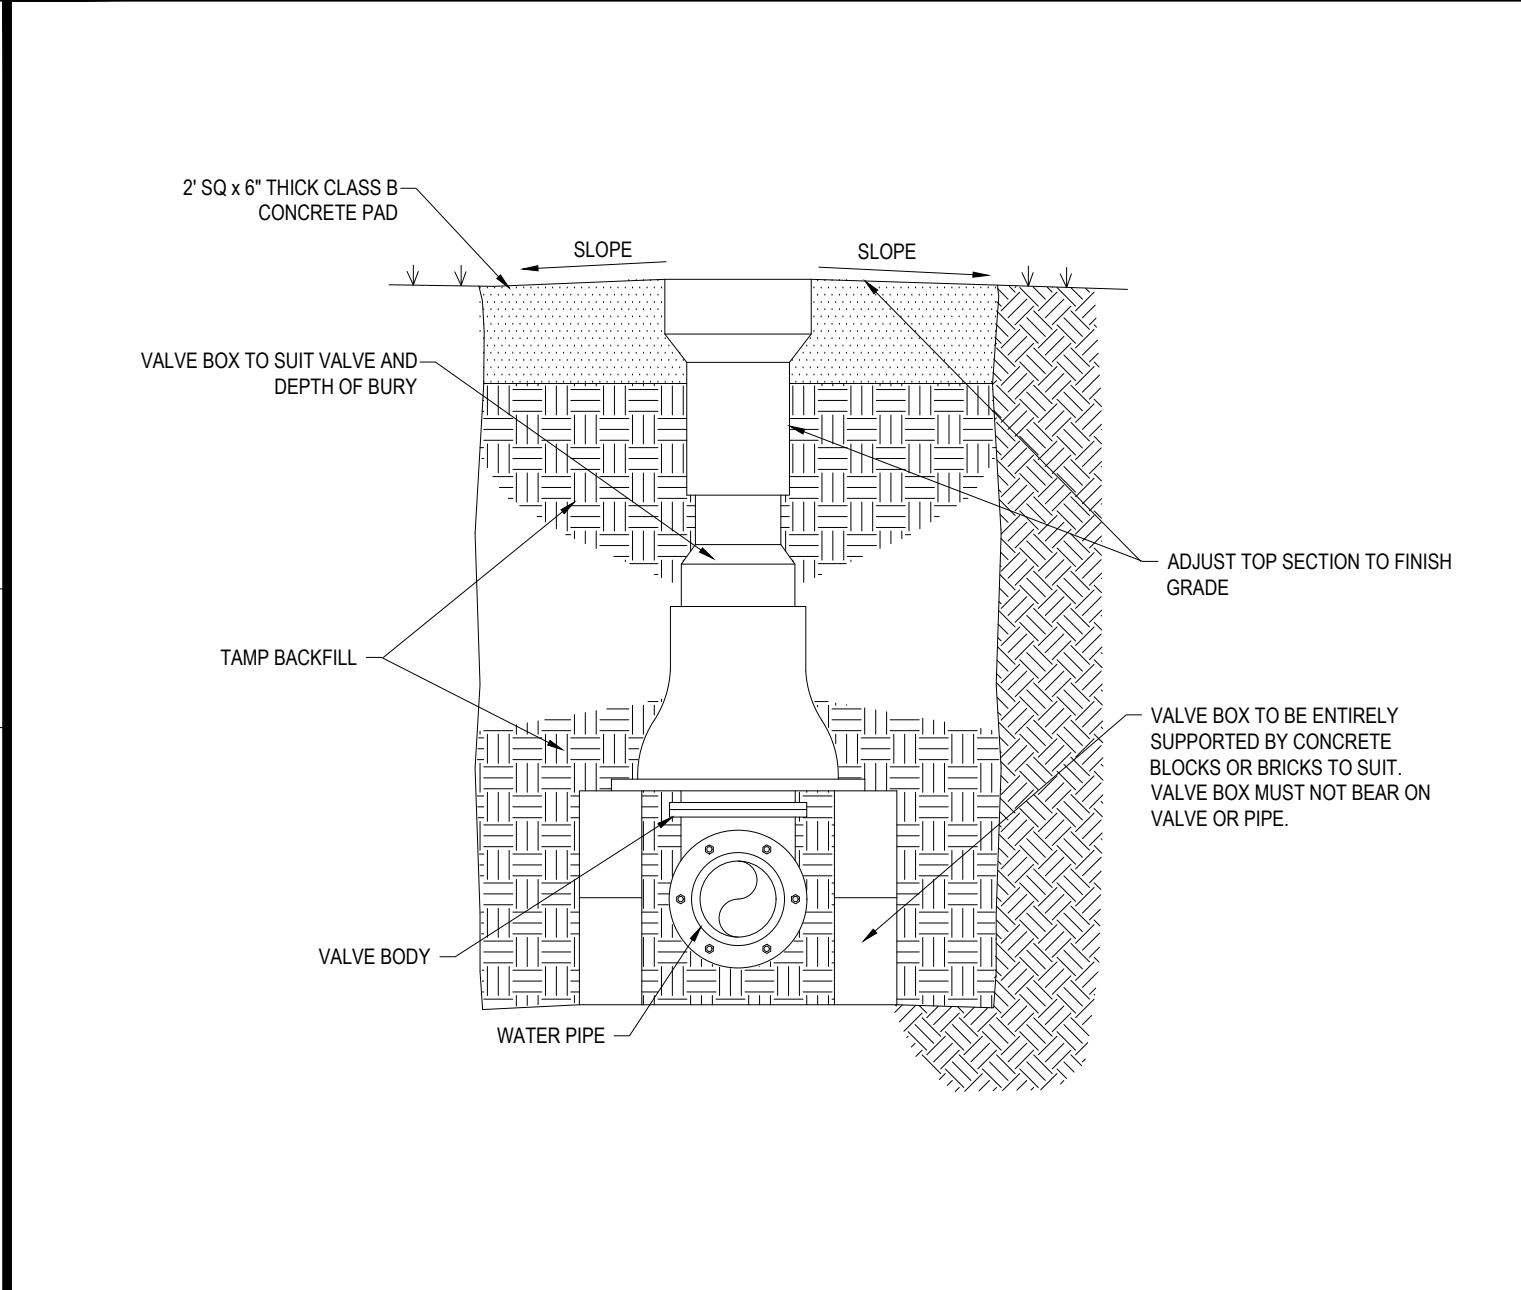 2' SQ x 6" THICK CLASS B
CONCRETE PAD
SLOPE
SLOPE
VALVE BOX TO SUIT VALVE AND
DEPTH OF BURY
ADJUST TOP SECTION TO FINISH
GRADE
TAMP BACKFILL
VALVE BOX TO BE ENTIRELY
SUPPORTED BY CONCRETE
BLOCKS OR BRICKS TO SUIT.
VALVE BOX MUST NOT BEAR ON
VALVE OR PIPE.
VALVE BODY
WATER PIPE